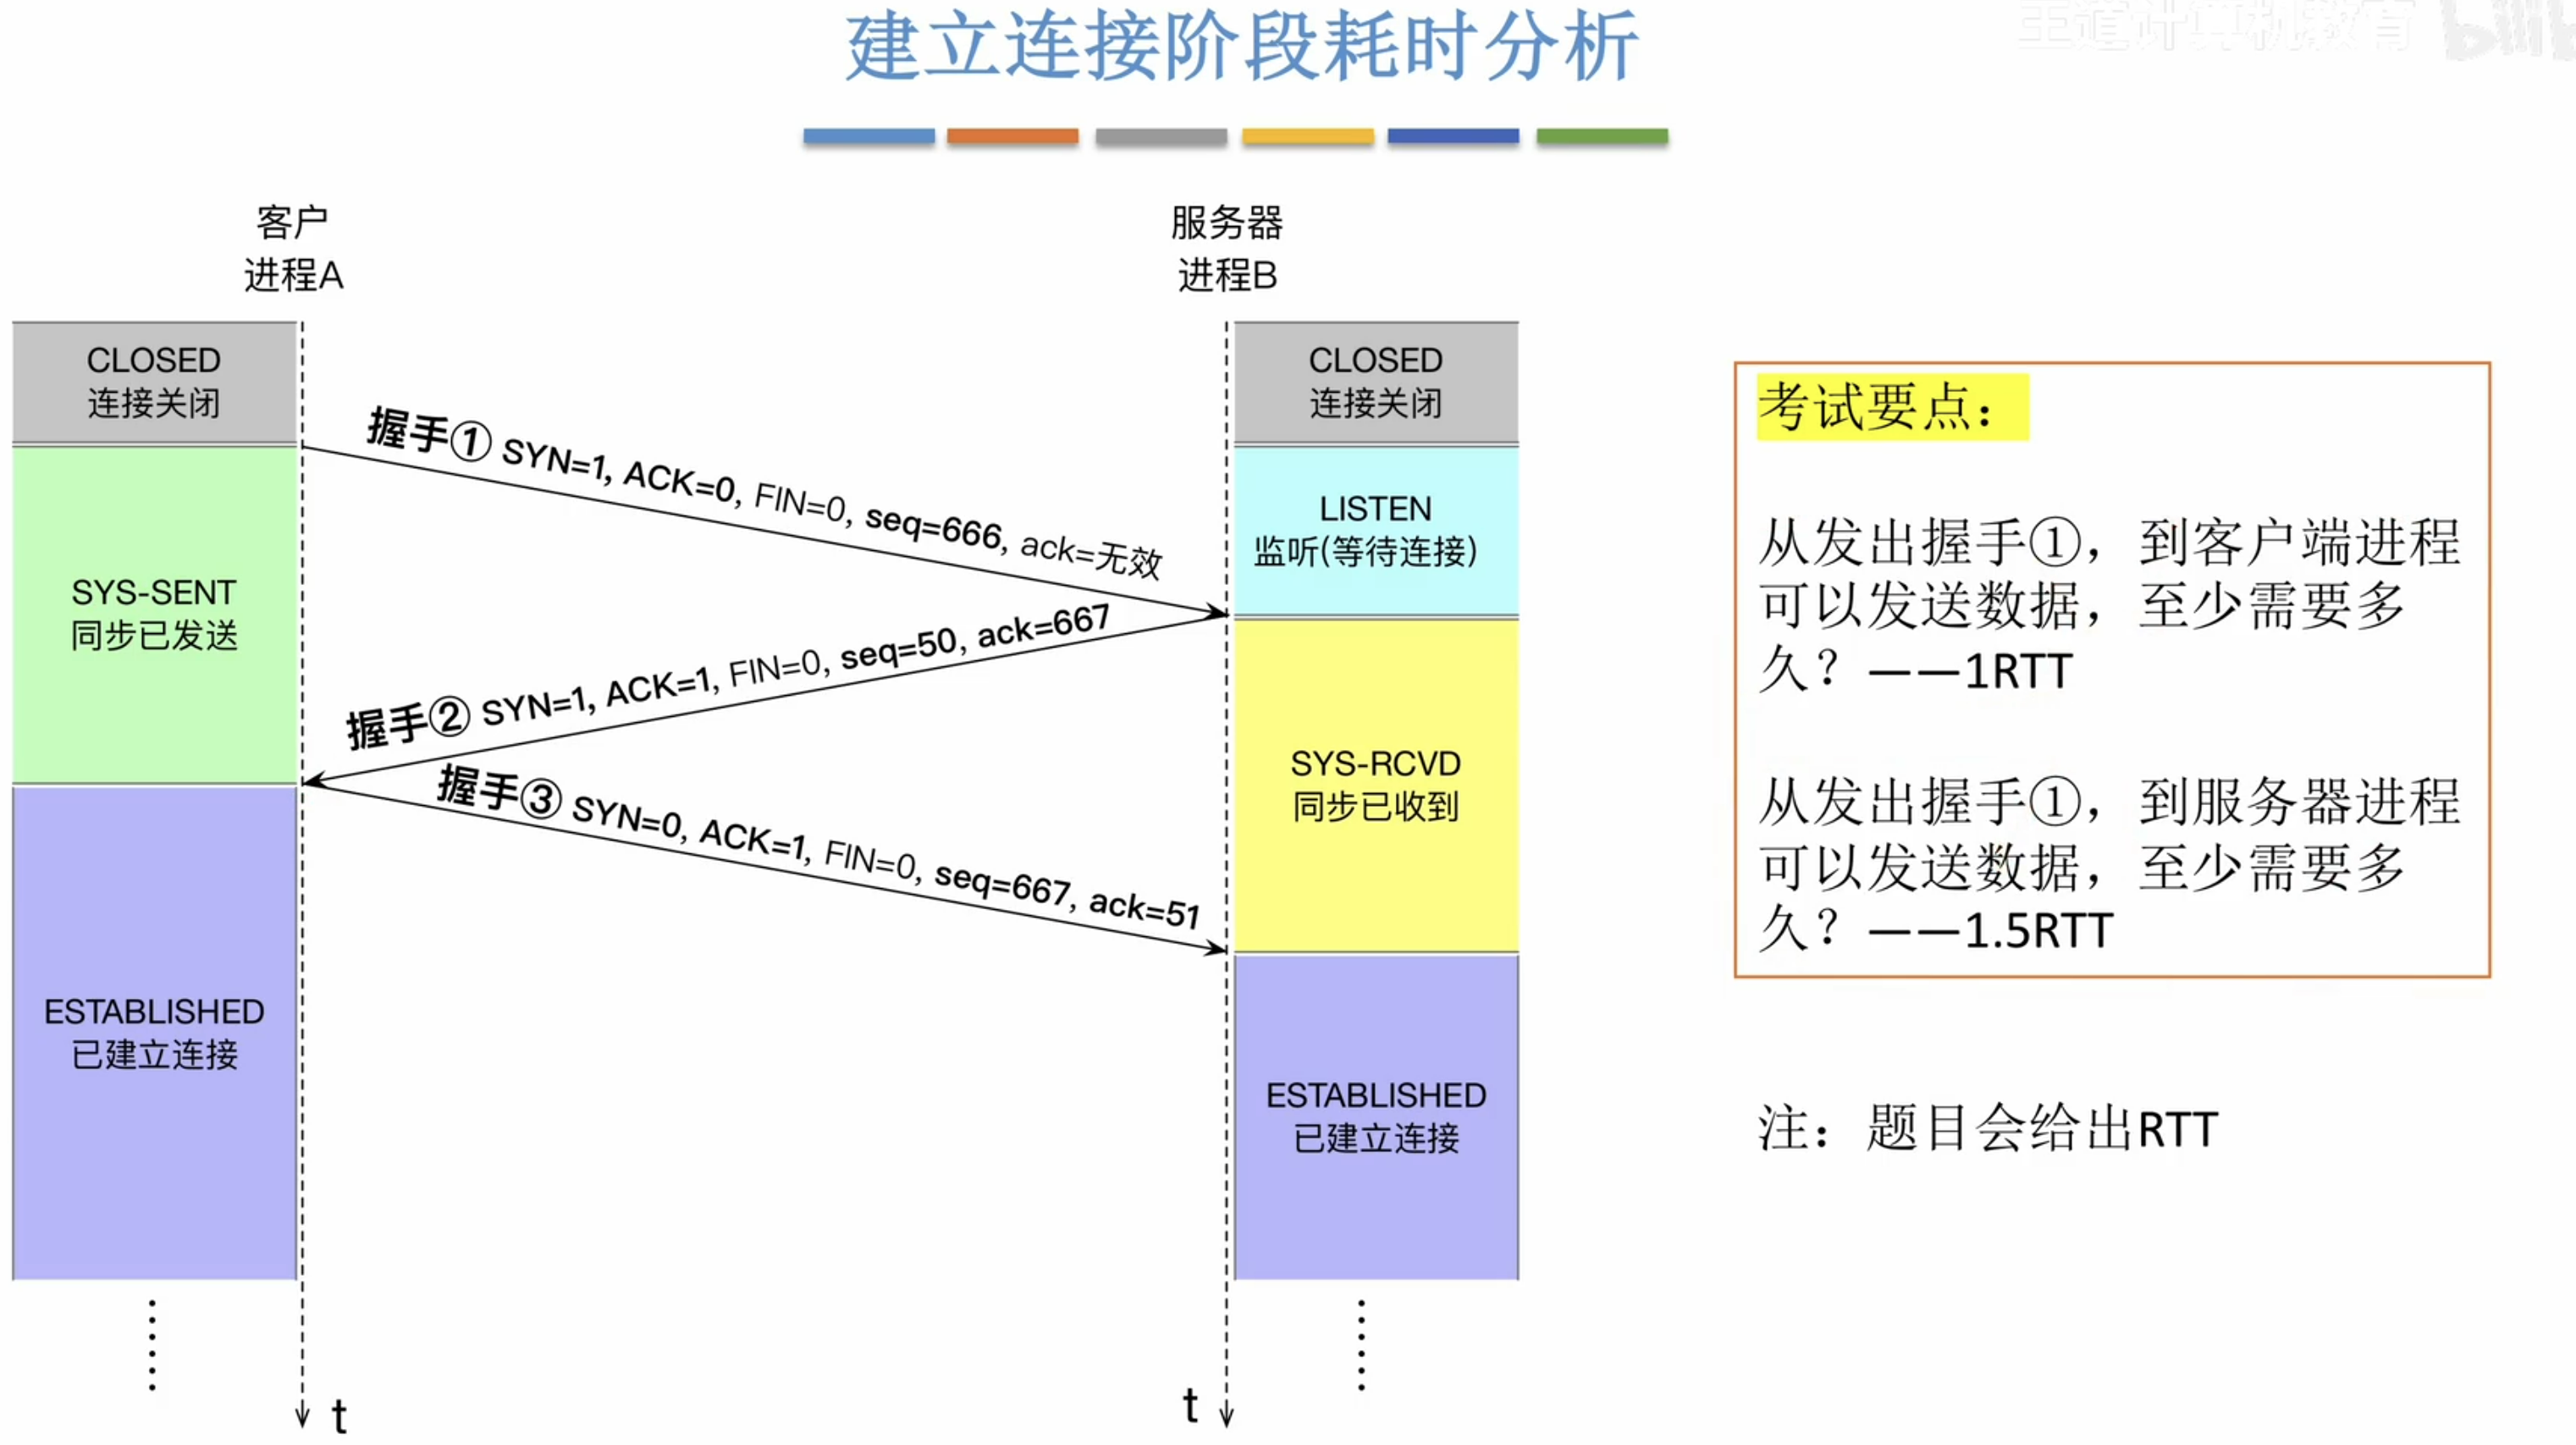 王道计算机教育
建立连接阶段耗时分析
客户
进程A
服务器
进程B
CLOSED
连接关闭
SYS-SENT
同步已发送
ESTABLISHED
已建立连接
t
握手① SYN=1, ACK=0, FIN=0, seq=666, ack=无效
握手② SYN=1, ACK=1, FIN=0, seq=50, ack=667
握手③ SYN=0, ACK=1, FIN=0, seq=667, ack=51
CLOSED
连接关闭
LISTEN
监听(等待连接)
SYS-RCVD
同步已收到
ESTABLISHED
已建立连接
t
考试要点：
从发出握手①，到客户端进程
可以发送数据，至少需要多
久？——1RTT
从发出握手①，到服务器进程
可以发送数据，至少需要多
久？——1.5RTT
注：题目会给出RTT